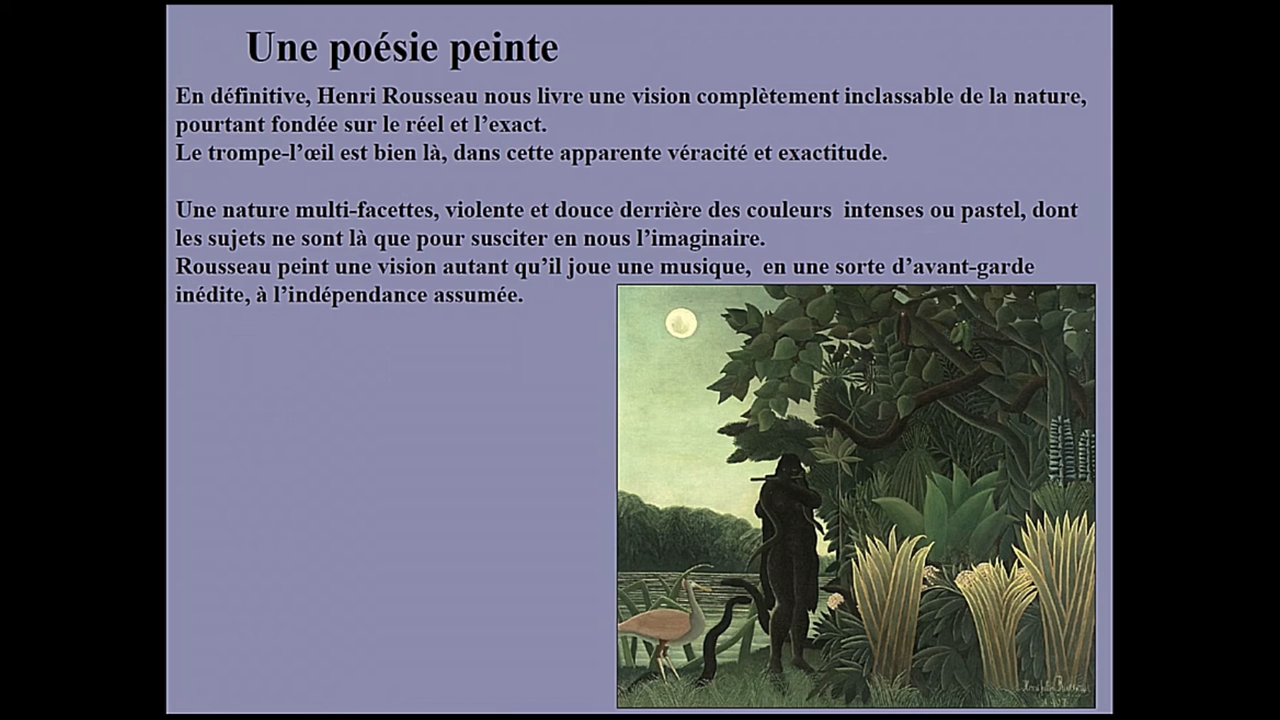 Une poésie peinte
En définitive, Henri Rousseau nous livre une vision complètement inclassable de la nature,
pourtant fondée sur le réel et l’exact.
Le trompe-l’œil est bien là, dans cette apparente véracité et exactitude.
Une nature multi-facettes, violente et douce derrière des couleurs  intenses ou pastel, dont
les sujets ne sont là que pour susciter en nous l’imaginaire.
Rousseau peint une vision autant qu’il joue une musique,  en une sorte d’avant-garde
inédite, à l’indépendance assumée.